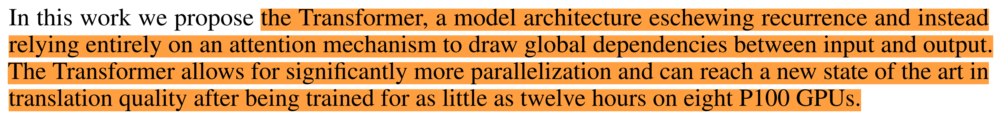 In this work we propose the Transformer, a model architecture eschewing recurrence and instead
relying entirely on an attention mechanism to draw global dependencies between input and output.
The Transformer allows for significantly more parallelization and can reach a new state of the art in
translation quality after being trained for as little as twelve hours on eight P100 GPUs.